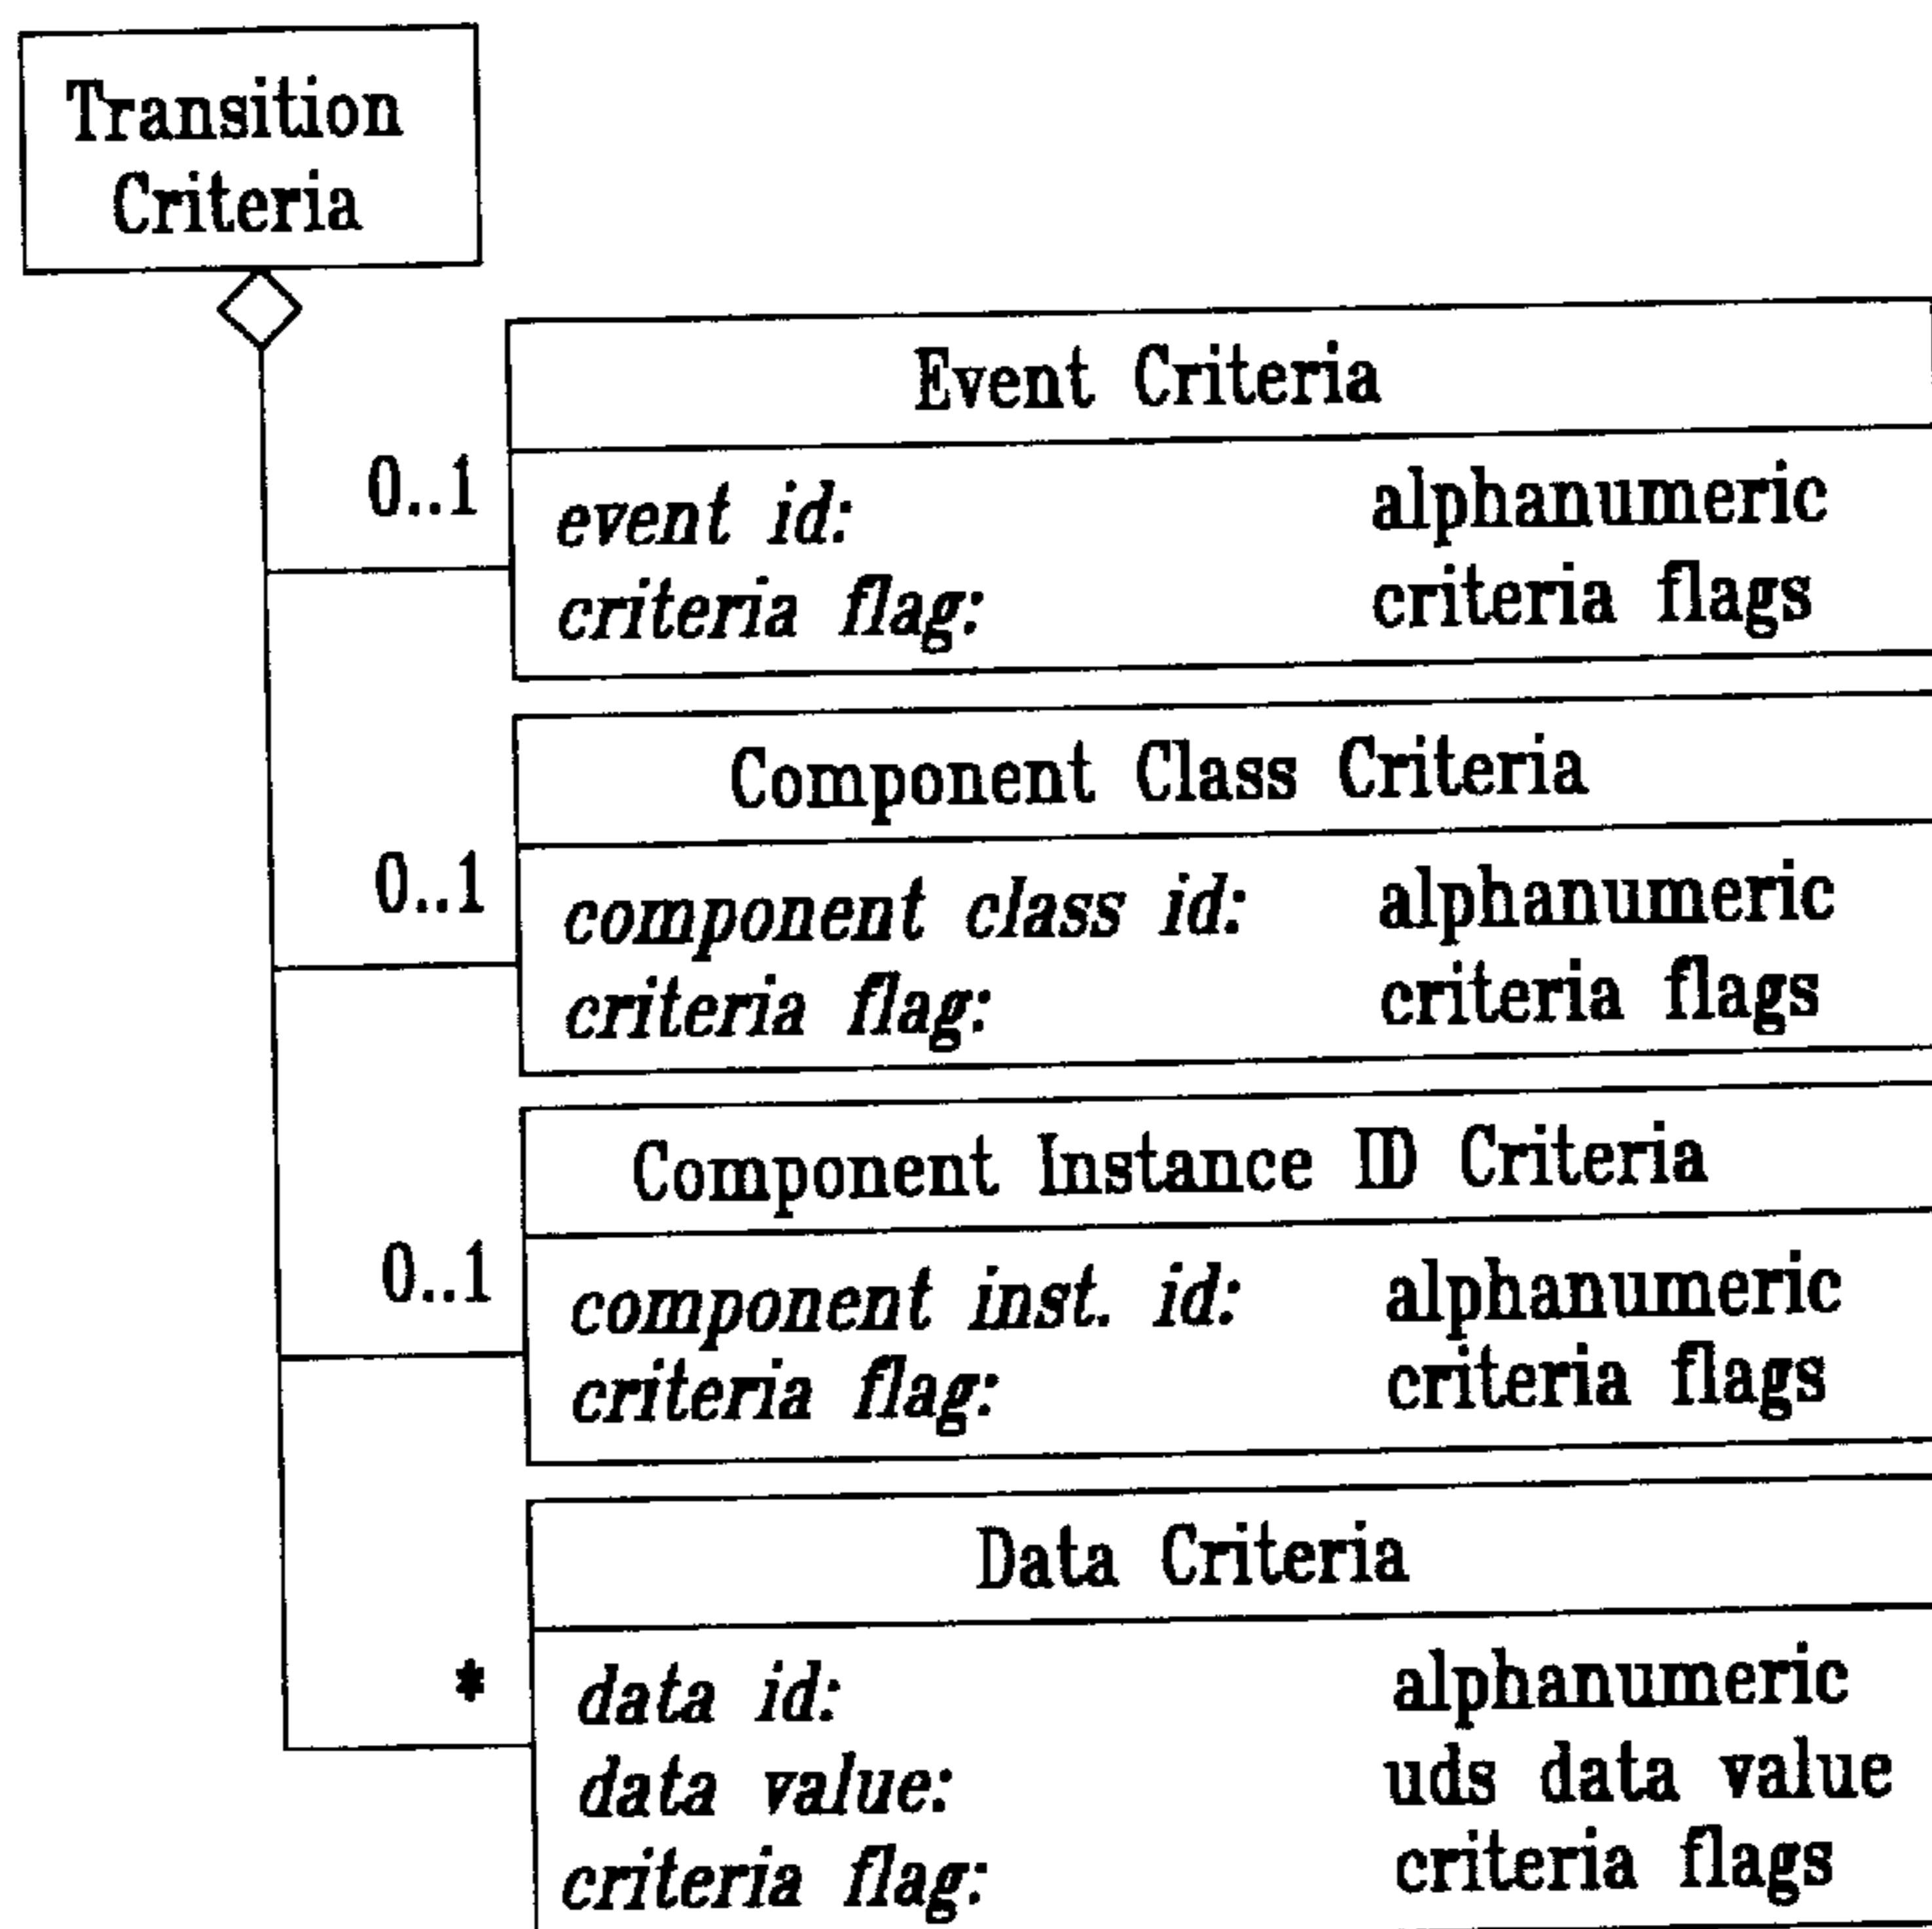 Transition
Criteria
Event Criteria
0..1
event id: alphanumeric
criteria flag: criteria flags
Component Class Criteria
0..1
component class id: alphanumeric
criteria flag: criteria flags
Component Instance ID Criteria
0..1
component inst. id: alphanumeric
criteria flag: criteria flags
Data Criteria
*
data id: alphanumeric
data value: uds data value
criteria flag: criteria flags